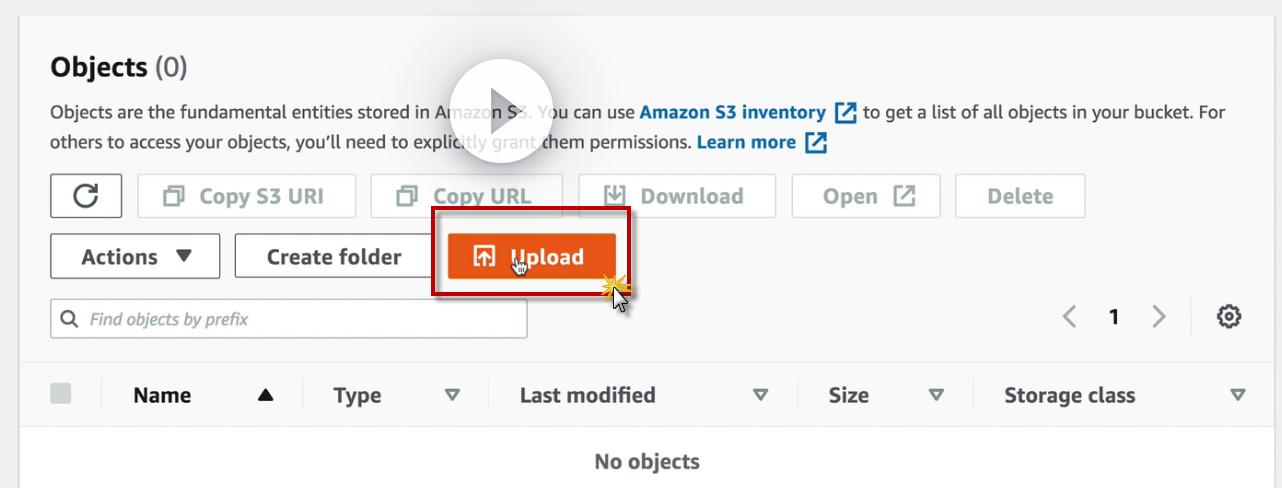 Objects (0)
Objects are the fundamental entities stored in Amazon S3. You can use Amazon S3 inventory to get a list of all objects in your bucket. For
others to access your objects, you'll need to explicitly grant them permissions. Learn more
Copy S3 URI Copy URL Download Open Delete
Actions Create folder Upload
Find objects by prefix 1
Name Type Last modified Size Storage class
No objects